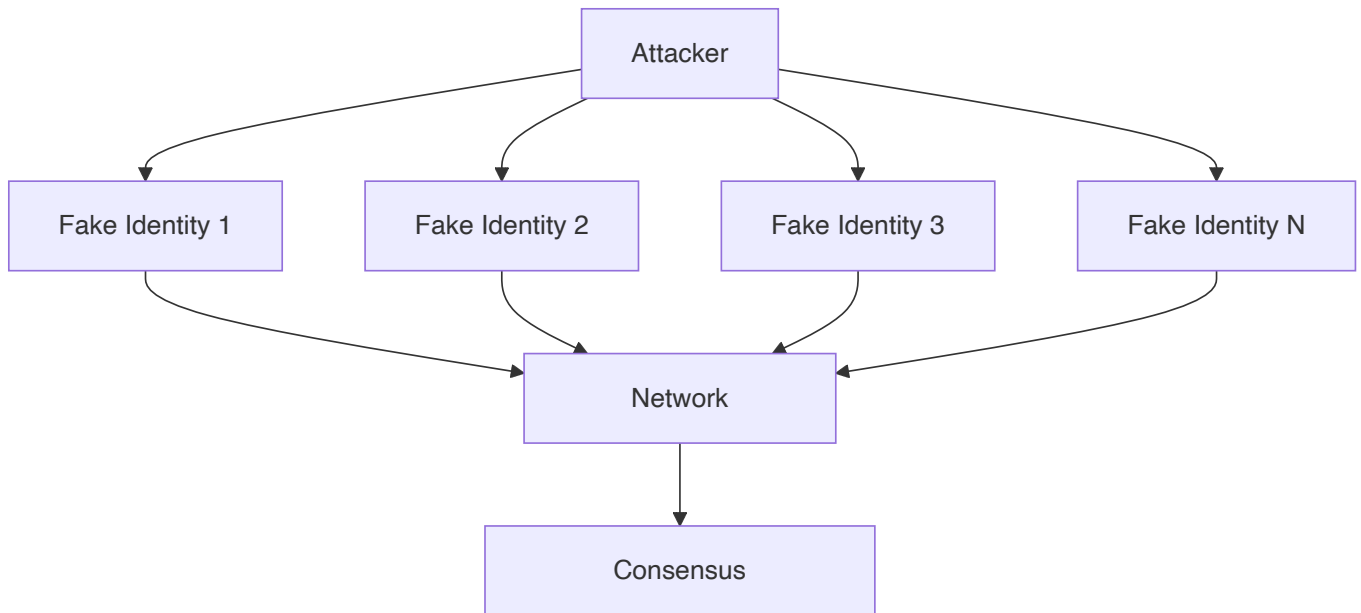 Attacker
Fake Identity 1
Fake Identity 2
Fake Identity 3
Fake Identity N
Network
Consensus